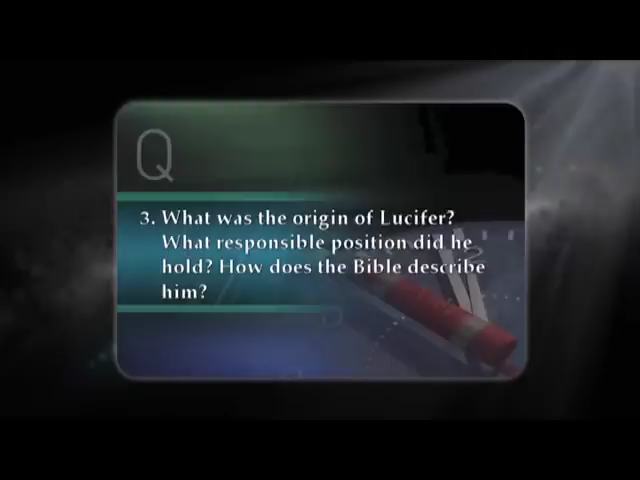 Q
3. What was the origin of Lucifer?
What responsible position did he
hold? How does the Bible describe
him?